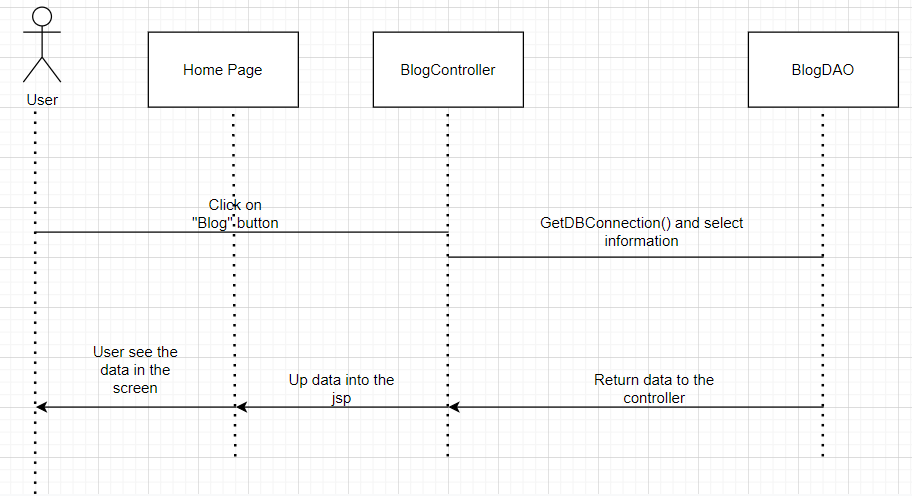 User
Home Page
BlogController
BlogDAO
Click on
"Blog" button
GetDBConnection() and select
information
User see the
data in the
screen
Up data into the
jsp
Return data to the
controller